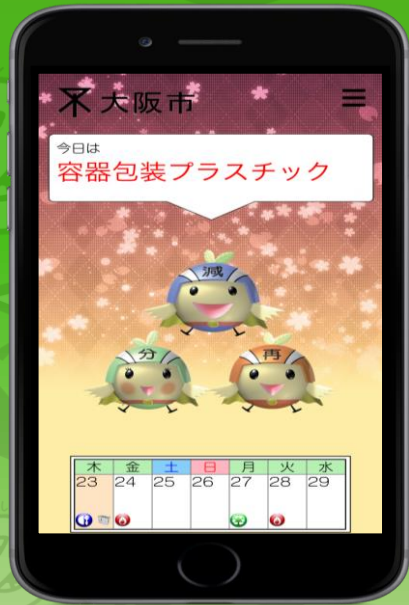 大阪市
今日は
容器包装プラスチック
減
分
再
木 金 土 日 月 火 水
23 24 25 26 27 28 29